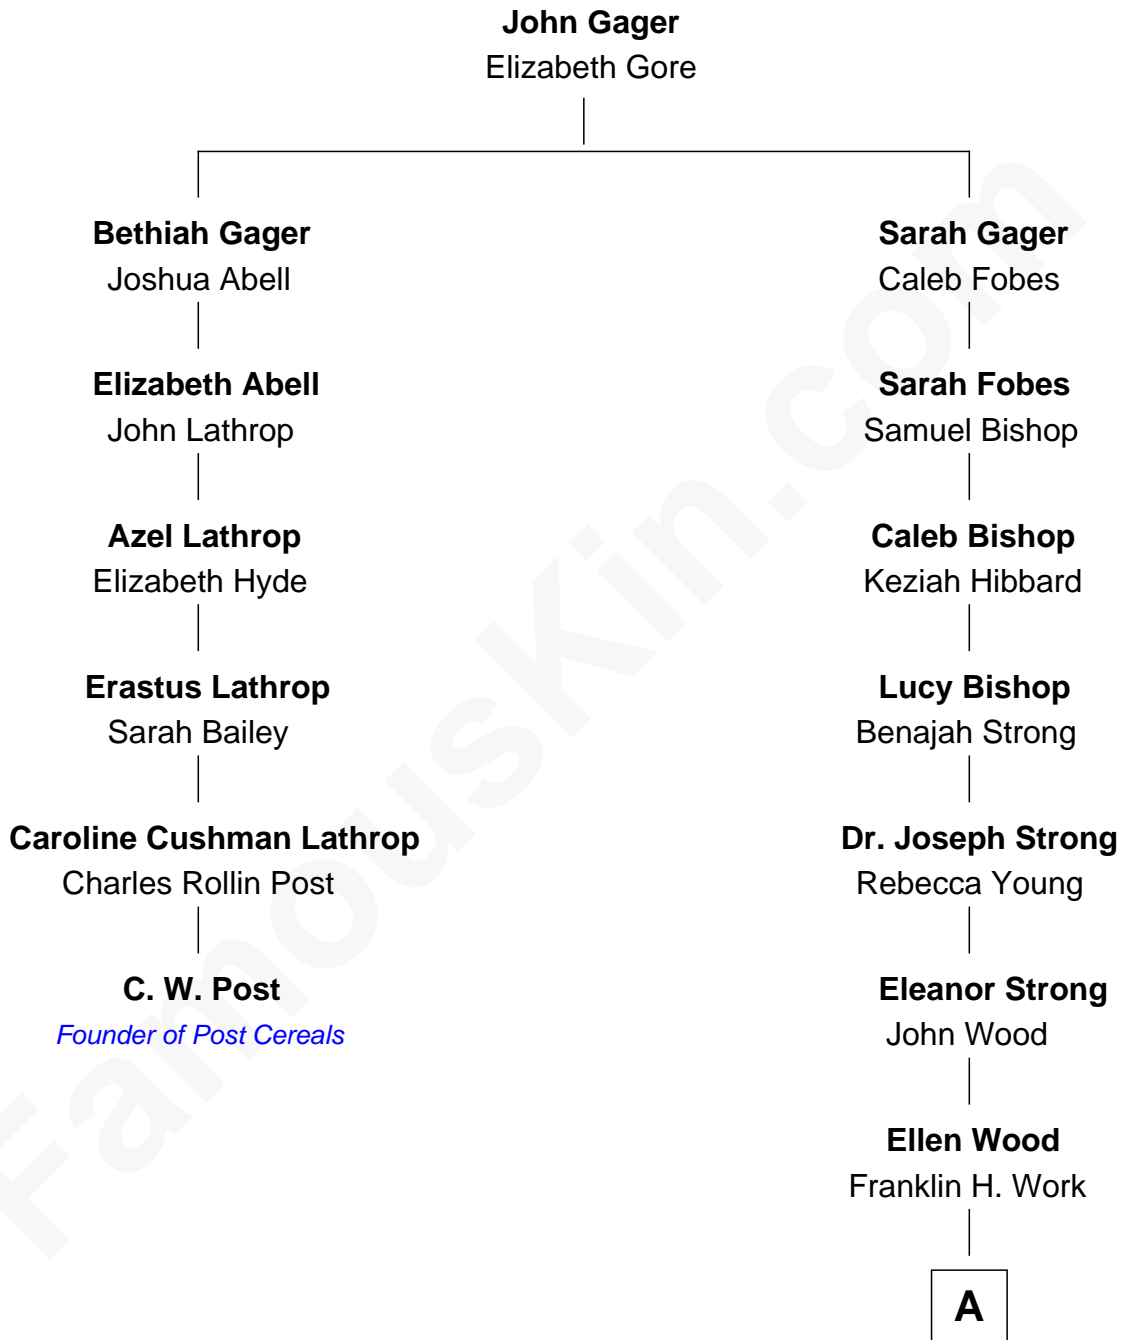 John Gager
Elizabeth Gore
Bethiah Gager
Joshua Abell
Elizabeth Abell
John Lathrop
Azel Lathrop
Elizabeth Hyde
Erastus Lathrop
Sarah Bailey
Caroline Cushman Lathrop
Charles Rollin Post
C. W. Post
Founder of Post Cereals
Sarah Gager
Caleb Fobes
Sarah Fobes
Samuel Bishop
Caleb Bishop
Keziah Hibbard
Lucy Bishop
Benajah Strong
Dr. Joseph Strong
Rebecca Young
Eleanor Strong
John Wood
Ellen Wood
Franklin H. Work
A
FamousKin.com